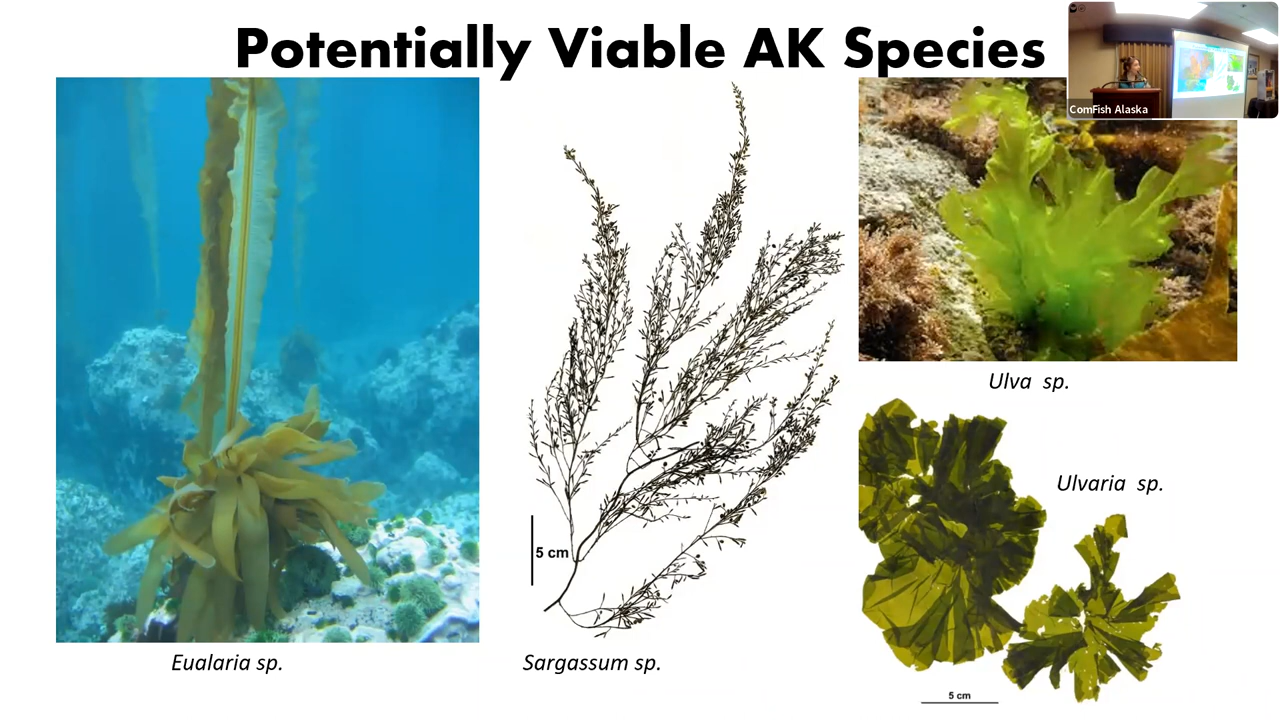 Potentially Viable AK Species
ComFish Alaska
Ulva sp.
Ulvaria sp.
5 cm
Eualaria sp.
Sargassum sp.
5 cm